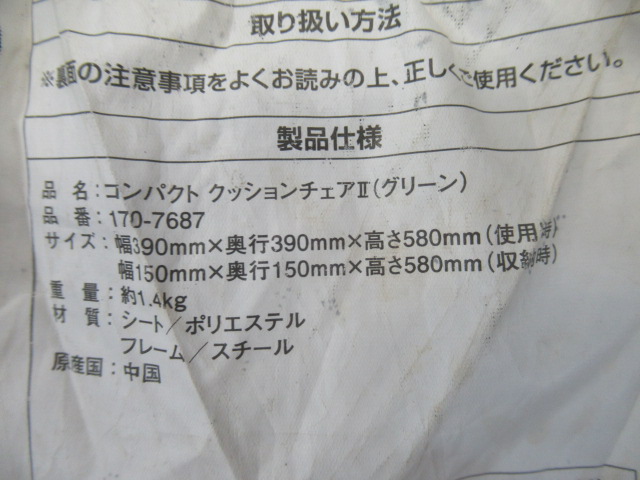 取り扱い方法
※裏面の注意事項をよくお読みの上、正しくご使用ください。
製品仕様
品 名：コンパクト クッションチェアⅡ（グリーン）
品 番：170-7687
サイズ：幅390mm×奥行390mm×高さ580mm（使用時）
幅150mm×奥行150mm×高さ580mm（収納時）
重 量：約1.4kg
材 質：シート／ポリエステル
フレーム／スチール
原産国：中国